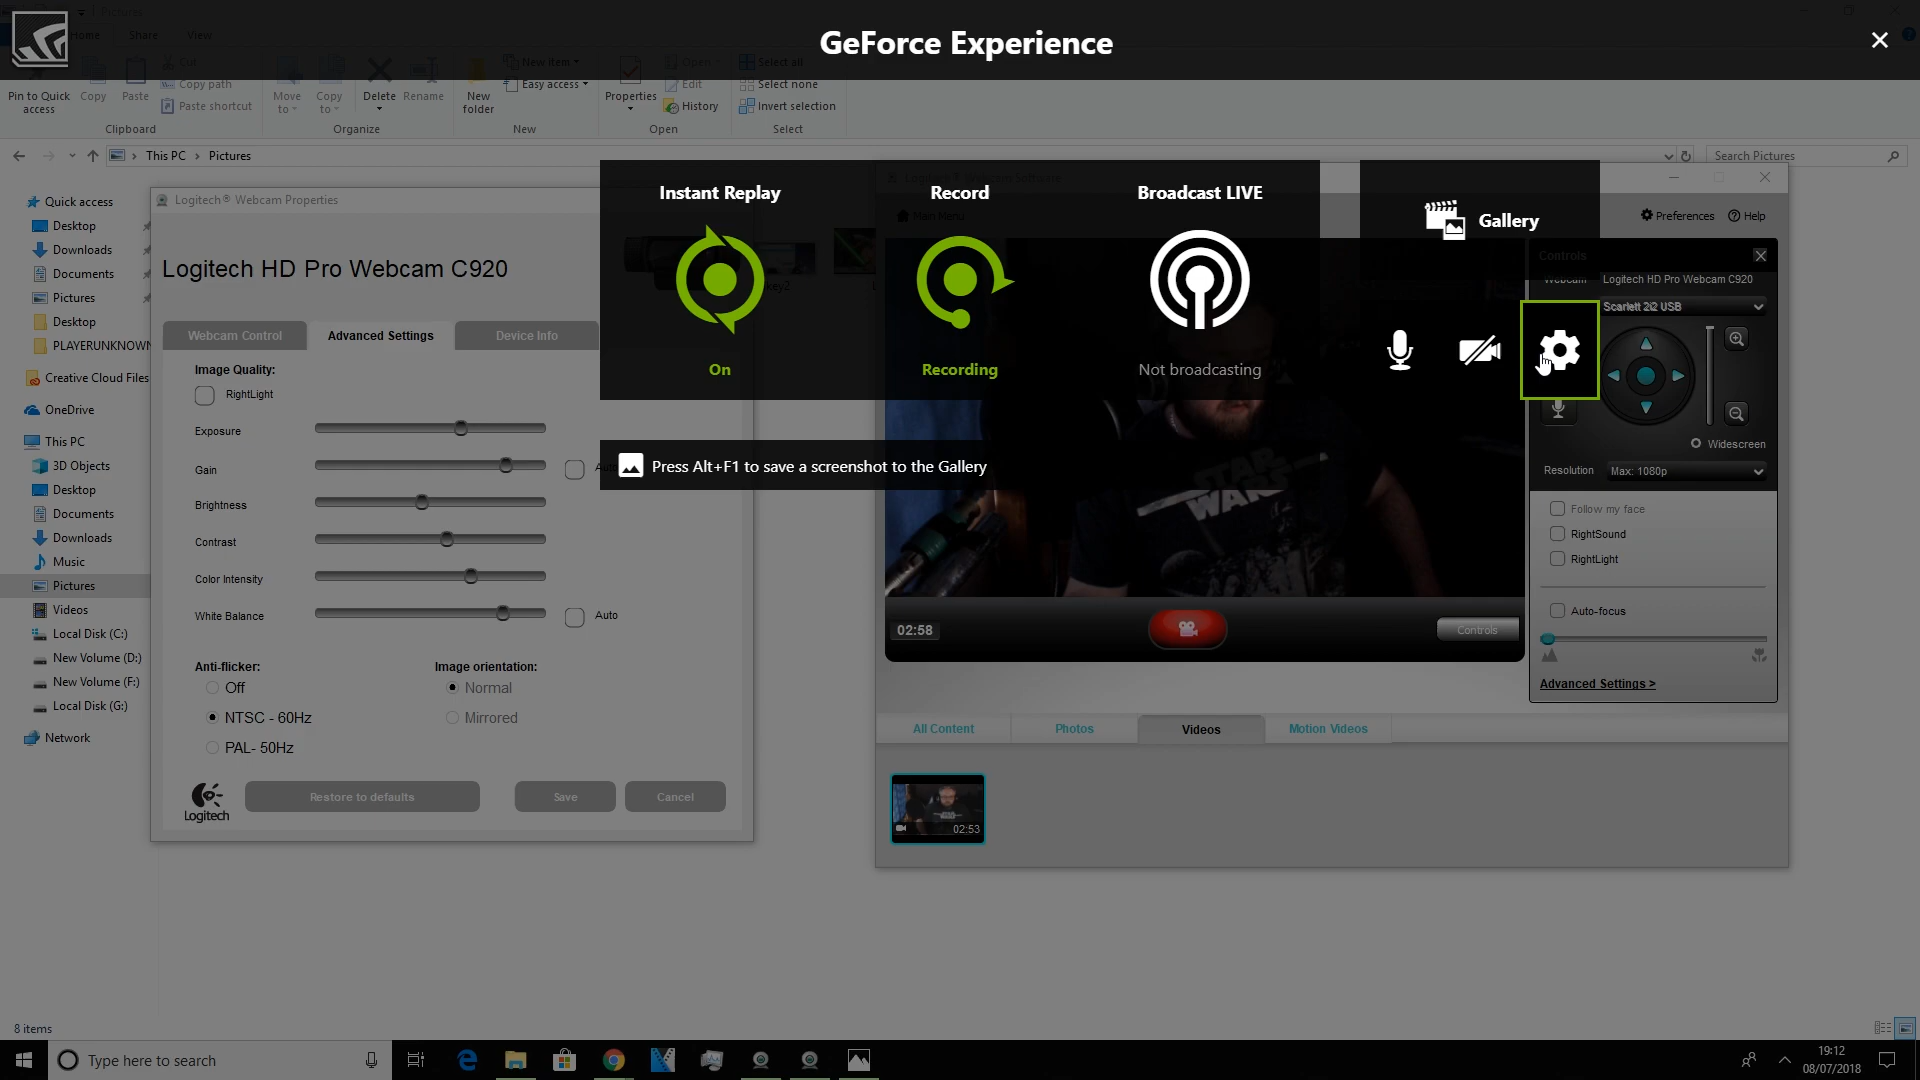 Pictures
GeForce Experience
Home
Share
View
Pin to Quick access
Copy
Paste
Cut
Copy path
Paste shortcut
Clipboard
Move to
Copy to
Delete
Rename
Organize
New folder
New item
Easy access
New
Properties
Open
Edit
History
Open
Select all
Select none
Invert selection
Select
This PC > Pictures
Search Pictures
Quick access
Desktop
Downloads
Documents
Pictures
Desktop
PLAYERUNKNOWN
Creative Cloud Files
OneDrive
This PC
3D Objects
Desktop
Documents
Downloads
Music
Pictures
Videos
Local Disk (C:)
New Volume (D:)
New Volume (F:)
Local Disk (G:)
Network
8 items
Logitech® Webcam Properties
Logitech HD Pro Webcam C920
Webcam Control
Advanced Settings
Device Info
Image Quality:
RightLight
Exposure
Gain
Brightness
Contrast
Color Intensity
White Balance
Auto
Anti-flicker:
Off
NTSC - 60Hz
PAL- 50Hz
Image orientation:
Normal
Mirrored
Logitech
Restore to defaults
Save
Cancel
Instant Replay
On
Record
Recording
Broadcast LIVE
Not broadcasting
Gallery
Press Alt+F1 to save a screenshot to the Gallery
Logitech® Webcam Software
Main Menu
Preferences
Help
STAR
WARS
02:58
Controls
Controls
Webcam
Logitech HD Pro Webcam C920
Scarlett 2i2 USB
Widescreen
Resolution
Max: 1080p
Follow my face
RightSound
RightLight
Auto-focus
Advanced Settings >
All Content
Photos
Videos
Motion Videos
02:53
Type here to search
19:12
08/07/2018